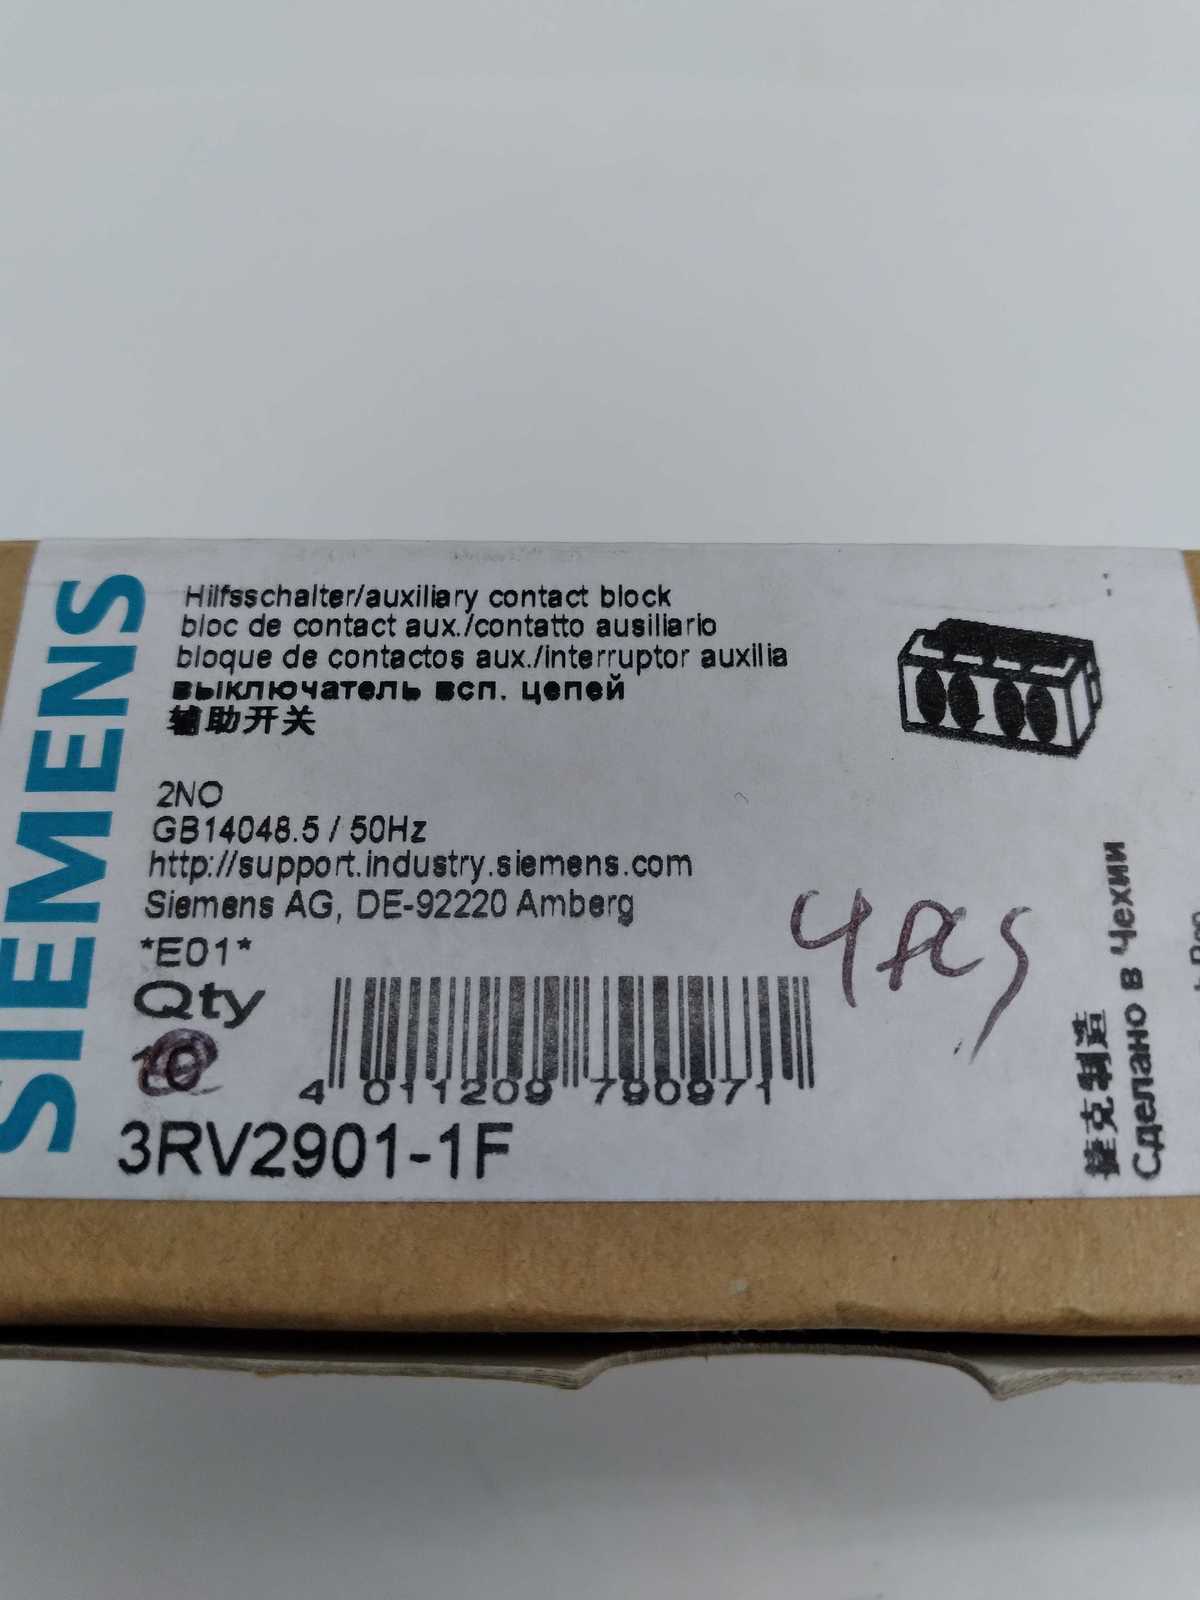 SIEMENS
Hilfsschalter/auxiliary contact block
bloc de contact aux./contatto ausiliario
bloque de contactos aux./interruptor auxilia
выключатель всп. цепей
辅助开关
2NO
GB14048.5 / 50Hz
http://support.industry.siemens.com
Siemens AG, DE-92220 Amberg
*E01*
Qty
10
4 pcs
4 011209 790971
3RV2901-1F
捷克制造
Сделано в Чехии